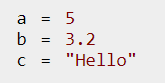 a = 5
b = 3.2
c = "Hello"